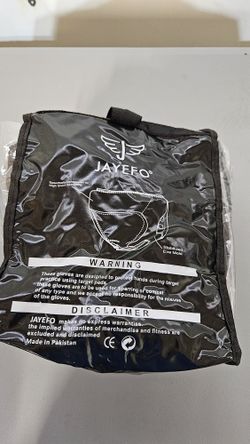 JAYEFO®
WARNING
These gloves are designed to protect hands during target
practice using target pads.
these gloves are to be used for sparring or combat
of any type and we accept no responsibility for the misuse
of the gloves.
DISCLAIMER
JAYEFO makes no express warranties.
the implied warranties of merchandise and fitness are
excluded and disclaimed
Made in Pakistan
CE